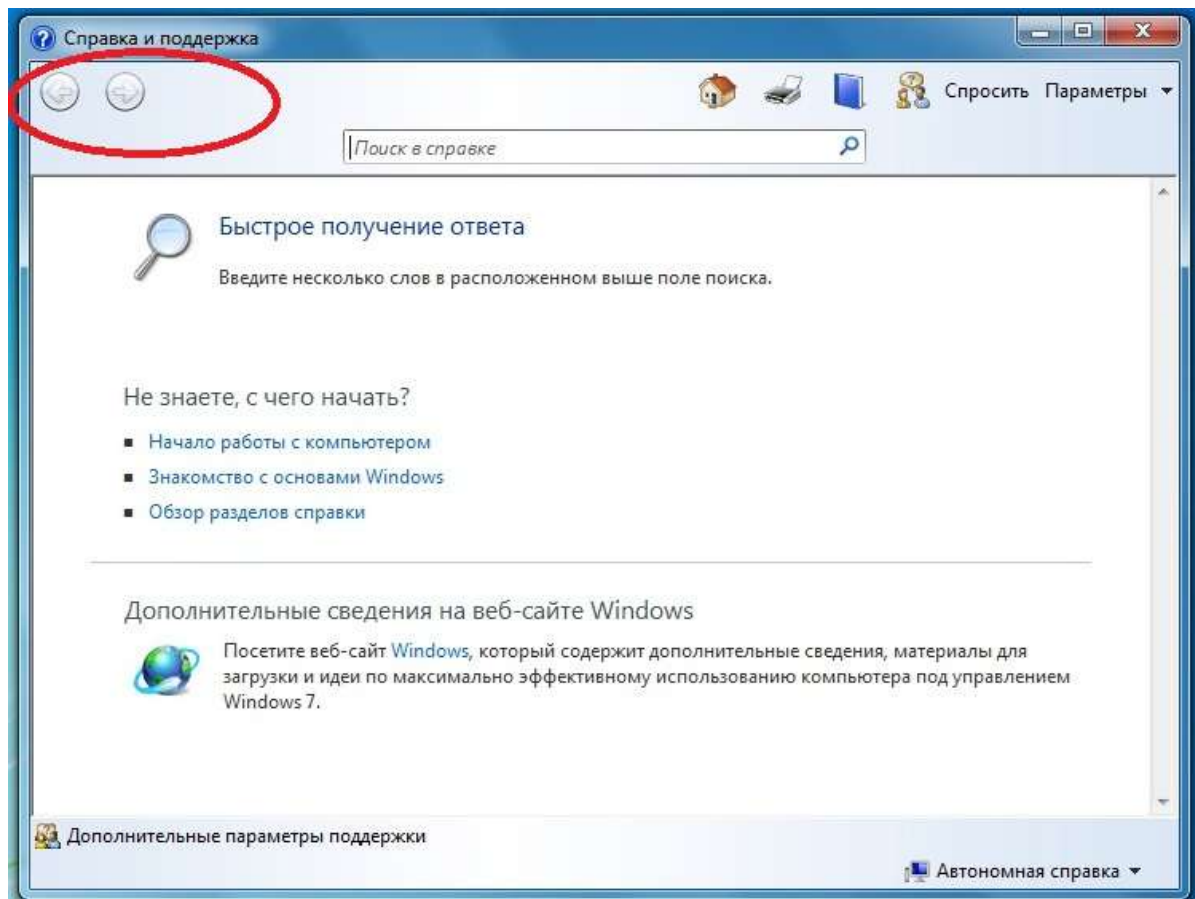 Справка и поддержка
Спросить Параметры
Поиск в справке
Быстрое получение ответа
Введите несколько слов в расположенном выше поле поиска.
Не знаете, с чего начать?
Начало работы с компьютером
Знакомство с основами Windows
Обзор разделов справки
Дополнительные сведения на веб-сайте Windows
Посетите веб-сайт Windows, который содержит дополнительные сведения, материалы для
загрузки и идеи по максимально эффективному использованию компьютера под управлением
Windows 7.
Дополнительные параметры поддержки
Автономная справка